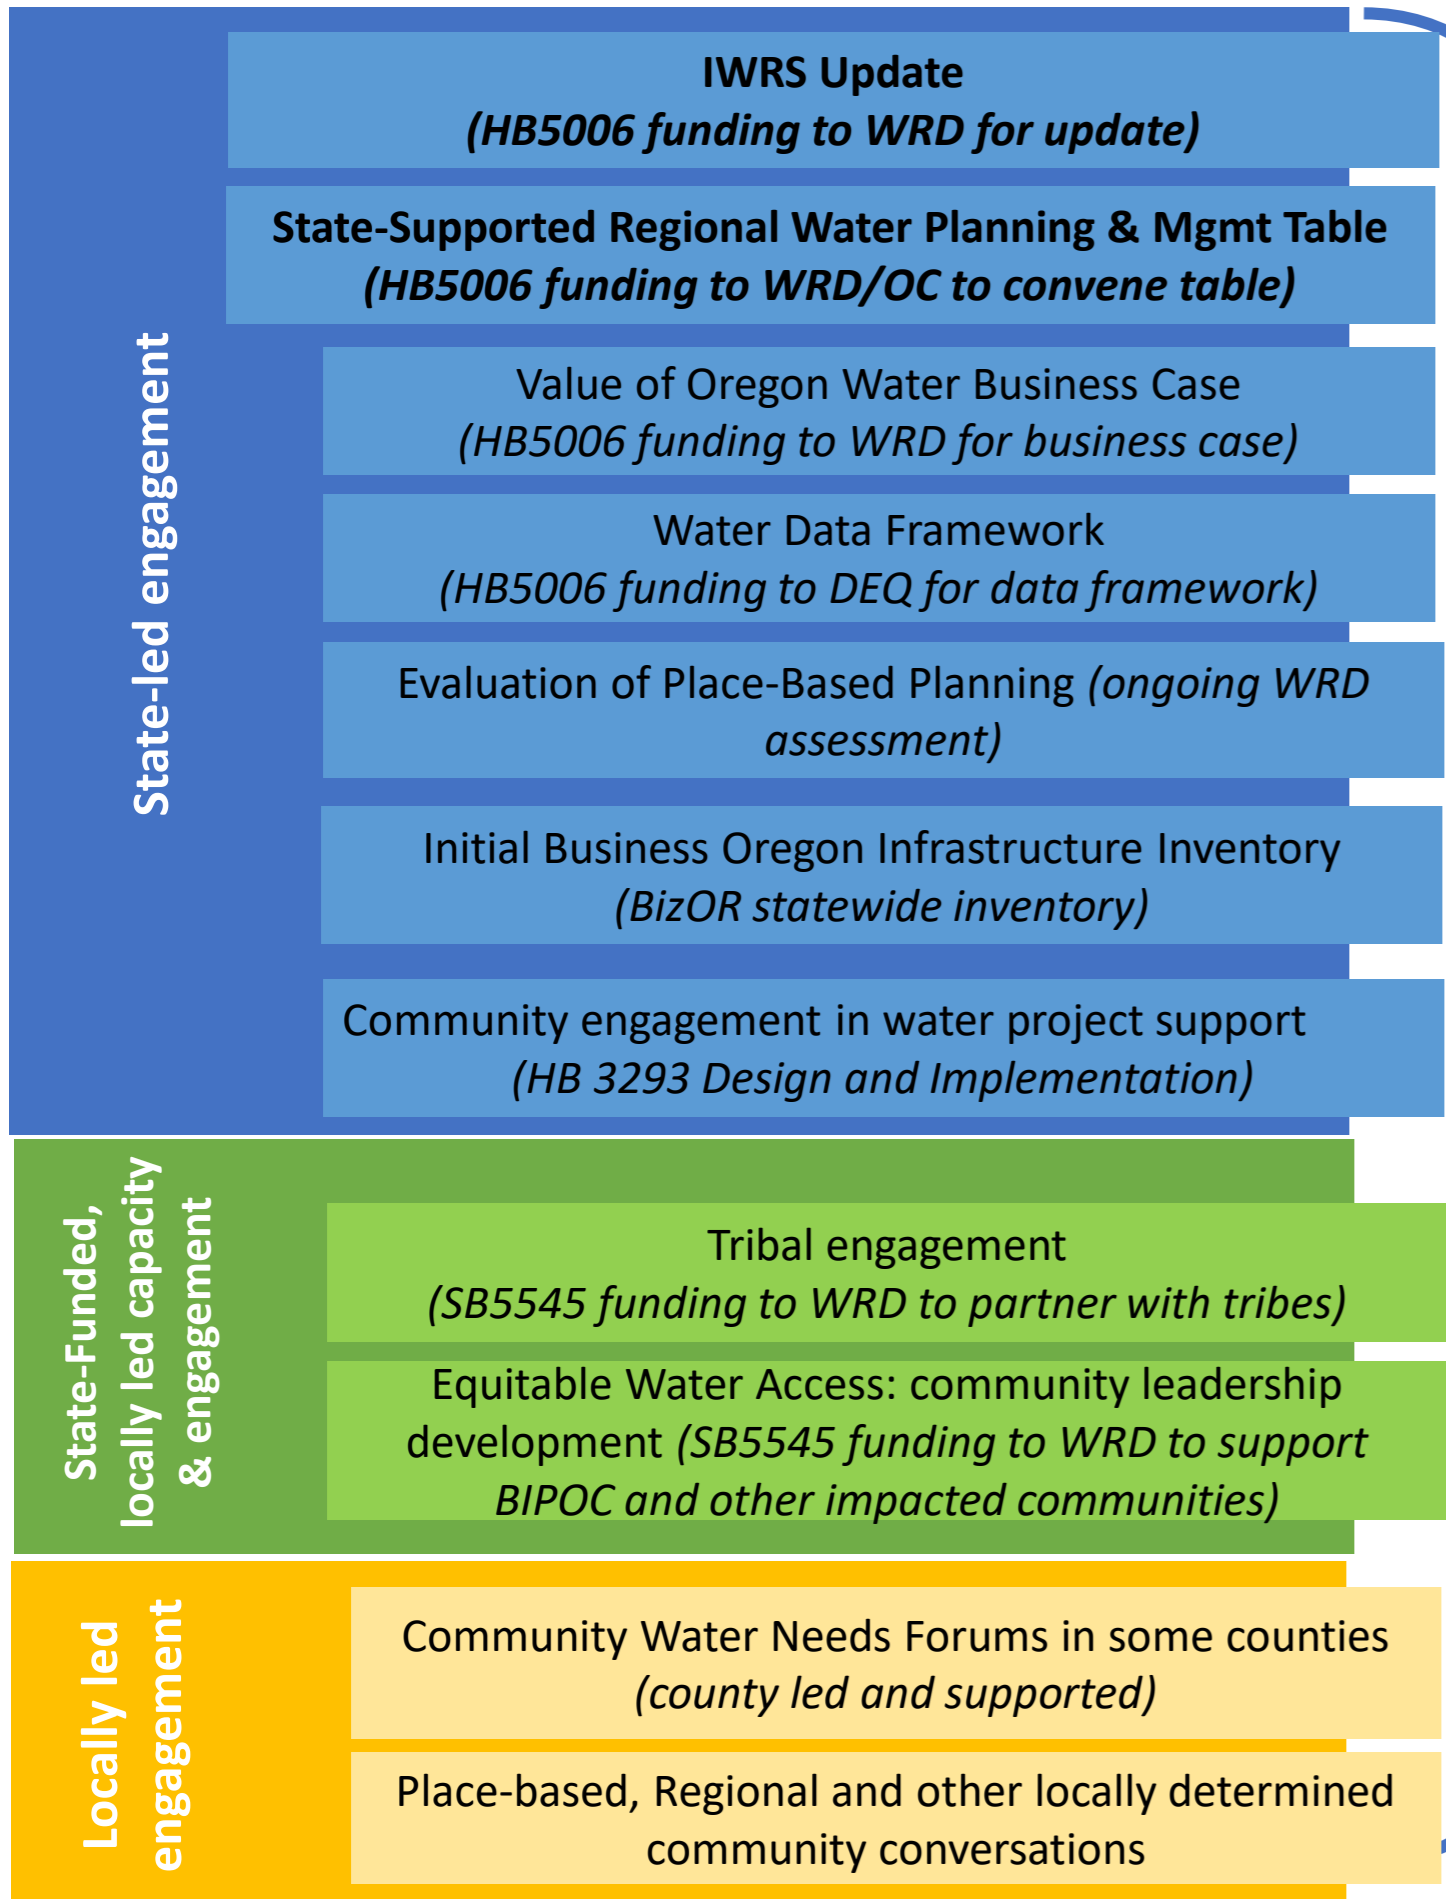 State-led engagement
IWRS Update
(HB5006 funding to WRD for update)
State-Supported Regional Water Planning & Mgmt Table
(HB5006 funding to WRD/OC to convene table)
Value of Oregon Water Business Case
(HB5006 funding to WRD for business case)
Water Data Framework
(HB5006 funding to DEQ for data framework)
Evaluation of Place-Based Planning (ongoing WRD
assessment)
Initial Business Oregon Infrastructure Inventory
(BizOR statewide inventory)
Community engagement in water project support
(HB 3293 Design and Implementation)
State-Funded,
locally led capacity
& engagement
Tribal engagement
(SB5545 funding to WRD to partner with tribes)
Equitable Water Access: community leadership
development (SB5545 funding to WRD to support
BIPOC and other impacted communities)
Locally led
engagement
Community Water Needs Forums in some counties
(county led and supported)
Place-based, Regional and other locally determined
community conversations